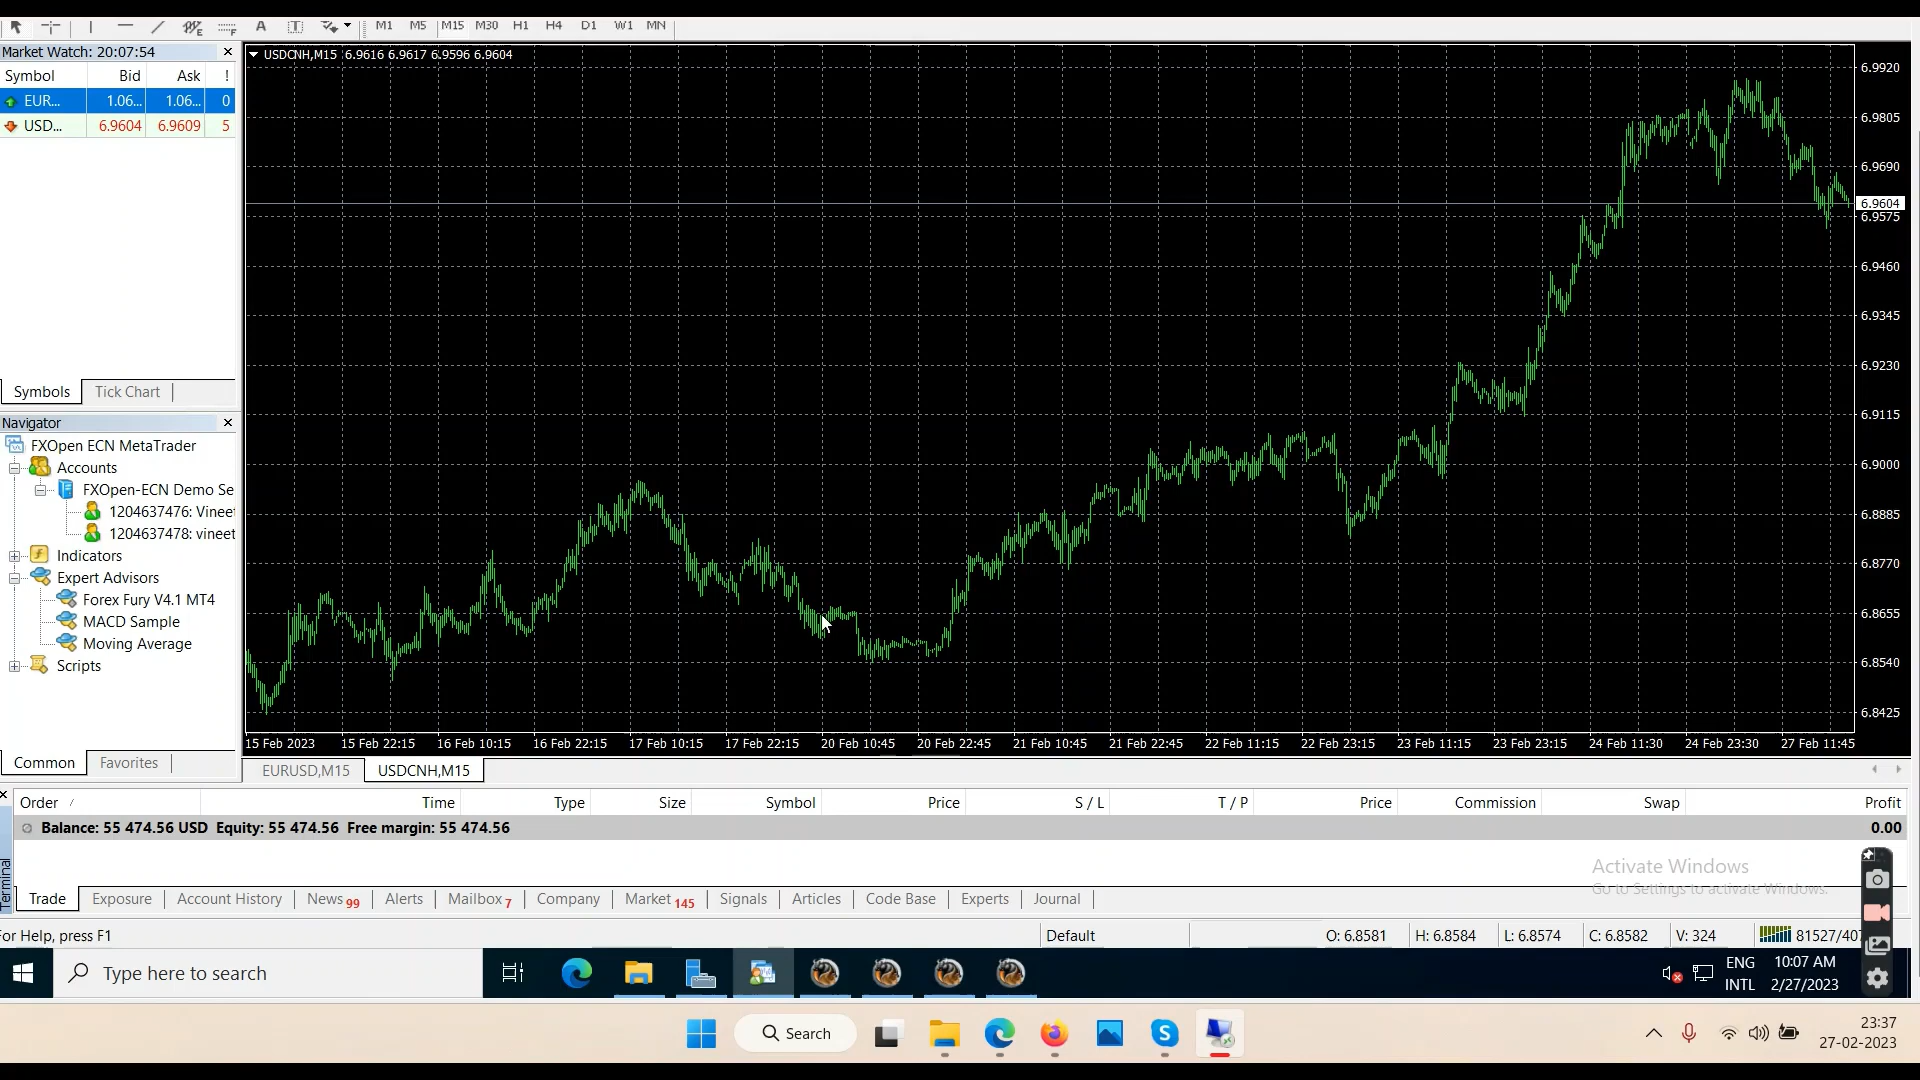 M1 M5 M15 M30 H1 H4 D1 W1 MN
Market Watch: 20:07:54
Symbol Bid Ask !
EUR... 1.06... 1.06... 0
USD... 6.9604 6.9609 5
Symbols Tick Chart
Navigator
FXOpen ECN MetaTrader
Accounts
FXOpen-ECN Demo Se
1204637476: Vineet
1204637478: vineet
Indicators
Expert Advisors
Forex Fury V4.1 MT4
MACD Sample
Moving Average
Scripts
Common Favorites
USDCNH,M15 6.9616 6.9617 6.9596 6.9604
6.9920
6.9805
6.9690
6.9604
6.9575
6.9460
6.9345
6.9230
6.9115
6.9000
6.8885
6.8770
6.8655
6.8540
6.8425
15 Feb 2023 15 Feb 22:15 16 Feb 10:15 16 Feb 22:15 17 Feb 10:15 17 Feb 22:15 20 Feb 10:45 20 Feb 22:45 21 Feb 10:45 21 Feb 22:45 22 Feb 11:15 22 Feb 23:15 23 Feb 11:15 23 Feb 23:15 24 Feb 11:30 24 Feb 23:30 27 Feb 11:45
EURUSD,M15 USDCNH,M15
Order / Time Type Size Symbol Price S / L T / P Price Commission Swap Profit
Balance: 55 474.56 USD Equity: 55 474.56 Free margin: 55 474.56 0.00
Activate Windows
Go to Settings to activate Windows.
Terminal
Trade Exposure Account History News 99 Alerts Mailbox 7 Company Market 145 Signals Articles Code Base Experts Journal
For Help, press F1 Default O: 6.8581 H: 6.8584 L: 6.8574 C: 6.8582 V: 324 81527/407
Type here to search
ENG 10:07 AM
INTL 2/27/2023
Search
23:37
27-02-2023